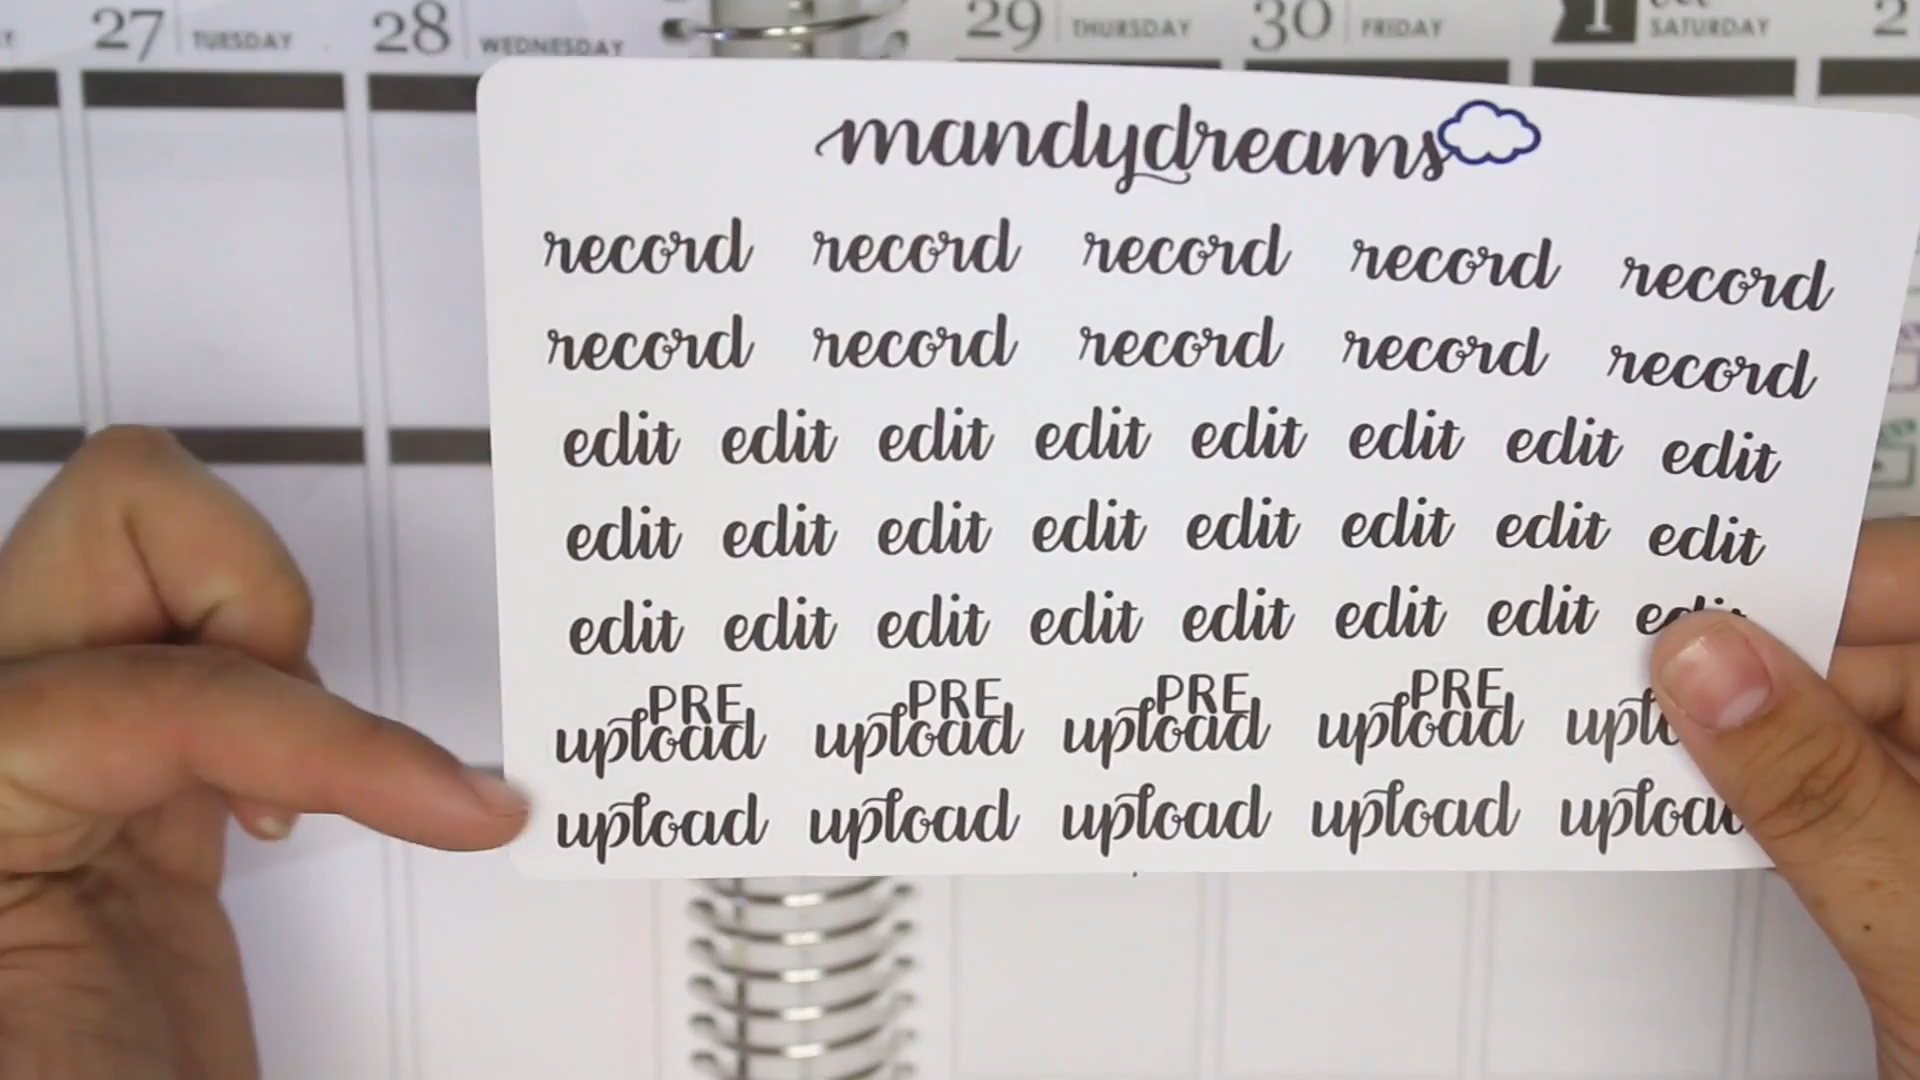 27 TUESDAY 28 WEDNESDAY 29 THURSDAY 30 FRIDAY 1 SATURDAY 2
mandydreams
record record record record record
record record record record record
edit edit edit edit edit edit edit edit
edit edit edit edit edit edit edit edit
edit edit edit edit edit edit edit
PRE PRE PRE PRE
upload upload upload upload
upload upload upload upload upload